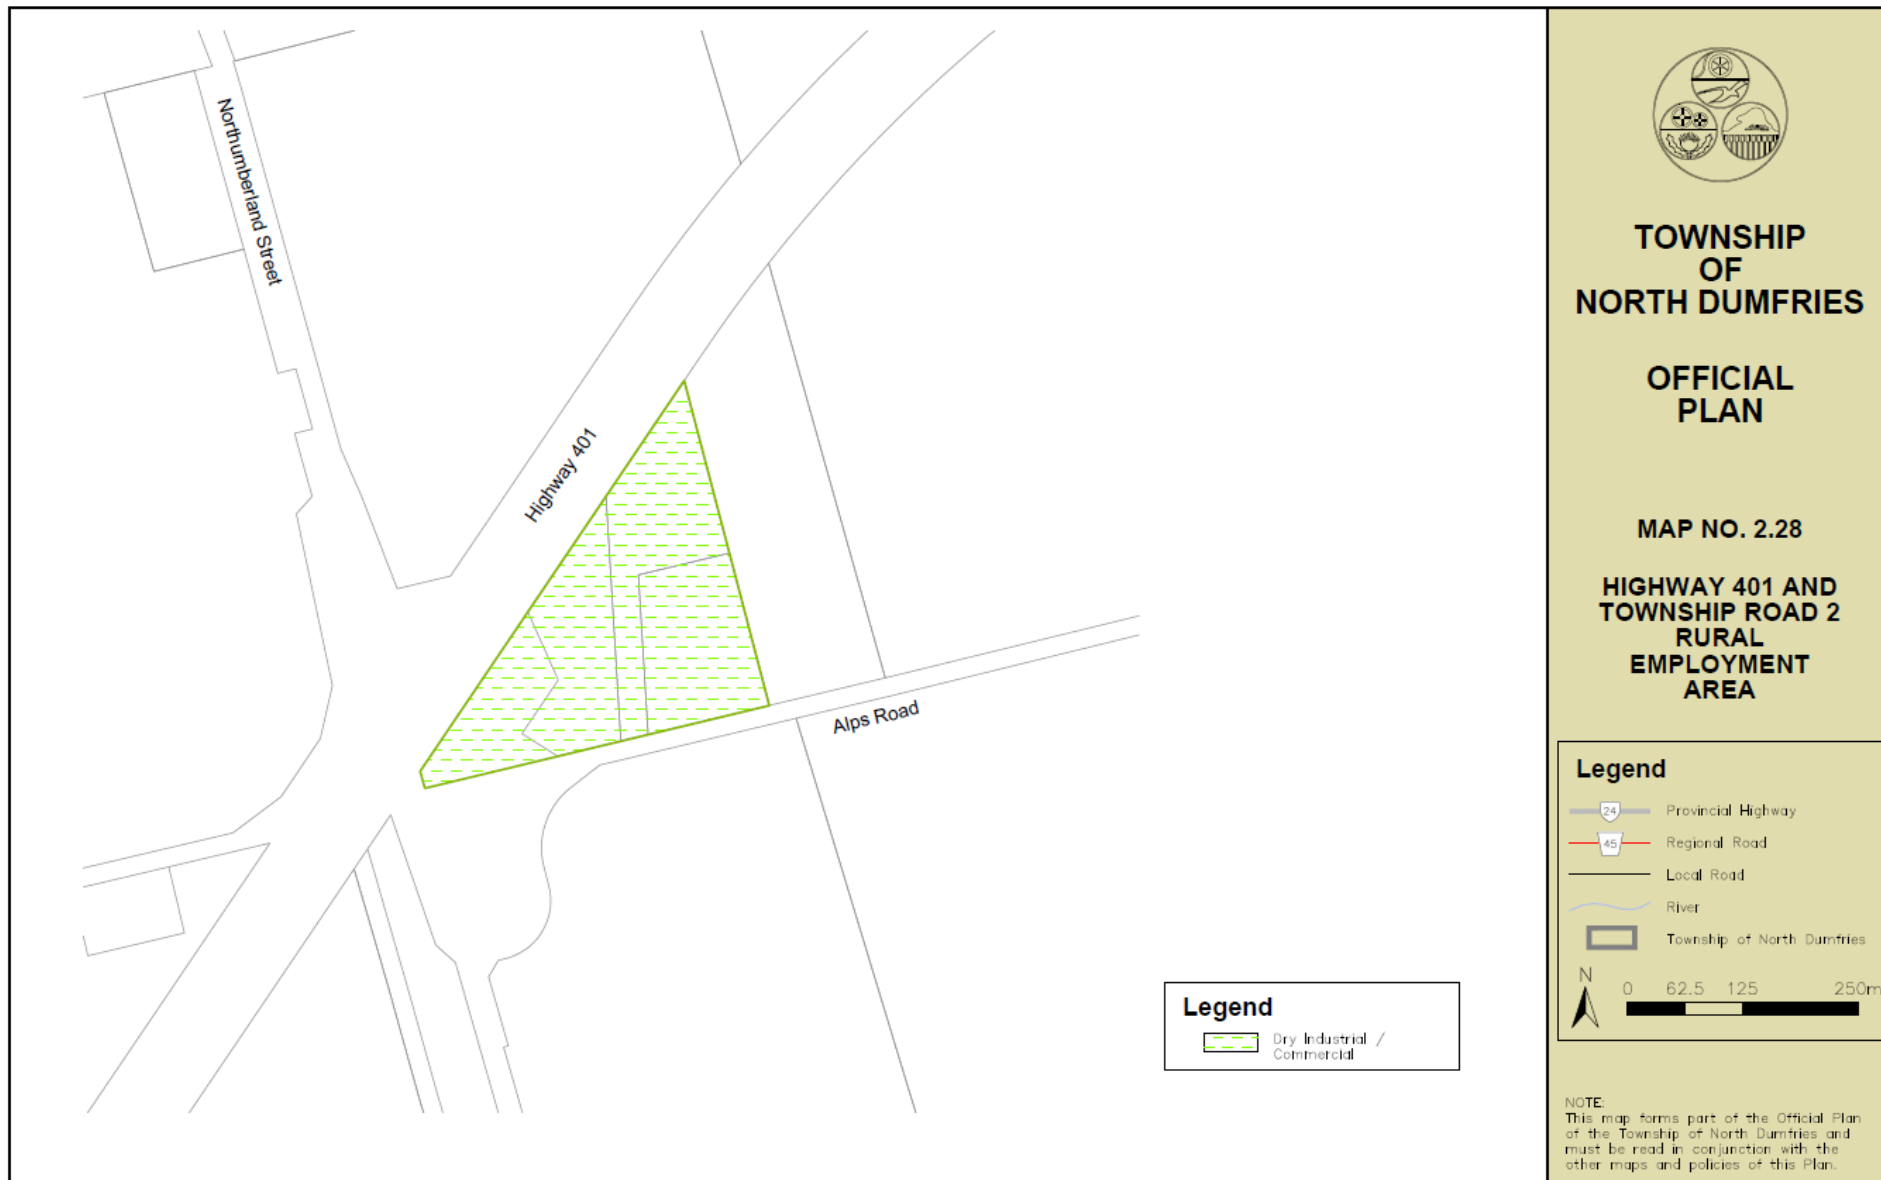 Northumberland Street
Highway 401
Alps Road
Legend
Dry Industrial /
Commercial
TOWNSHIP
OF
NORTH DUMFRIES
OFFICIAL
PLAN
MAP NO. 2.28
HIGHWAY 401 AND
TOWNSHIP ROAD 2
RURAL
EMPLOYMENT
AREA
Legend
24 Provincial Highway
45 Regional Road
Local Road
River
Township of North Dumfries
N
0 62.5 125 250m
NOTE:
This map forms part of the Official Plan
of the Township of North Dumfries and
must be read in conjunction with the
other maps and policies of this Plan.